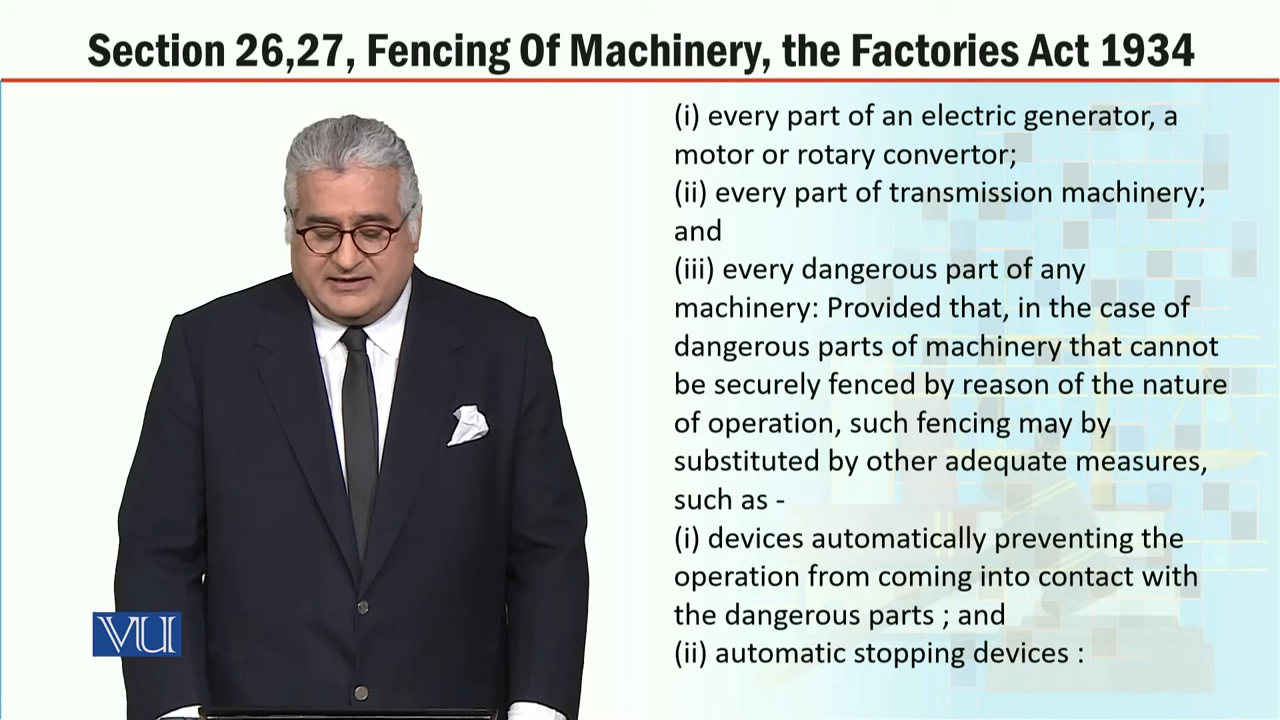 Section 26,27, Fencing Of Machinery, the Factories Act 1934
(i) every part of an electric generator, a
motor or rotary convertor;
(ii) every part of transmission machinery;
and
(iii) every dangerous part of any
machinery: Provided that, in the case of
dangerous parts of machinery that cannot
be securely fenced by reason of the nature
of operation, such fencing may by
substituted by other adequate measures,
such as -
(i) devices automatically preventing the
operation from coming into contact with
the dangerous parts ; and
(ii) automatic stopping devices :
VU